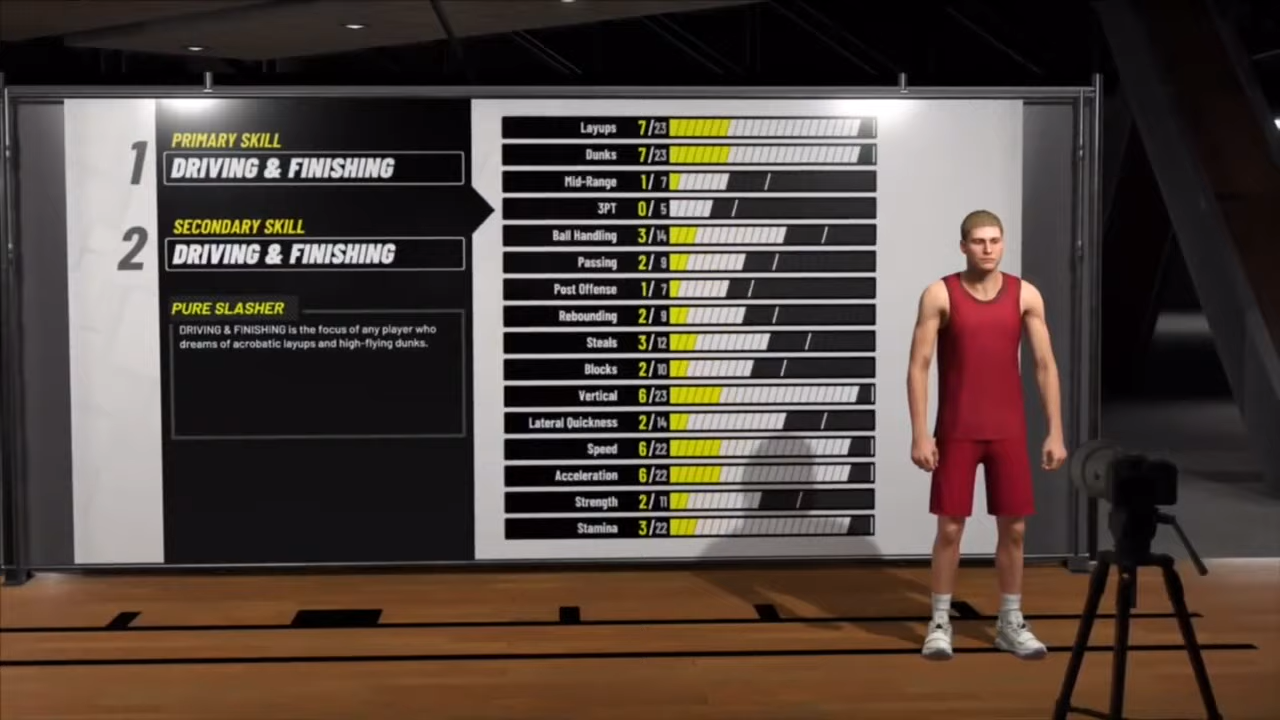 1
PRIMARY SKILL
DRIVING & FINISHING
2
SECONDARY SKILL
DRIVING & FINISHING
PURE SLASHER
DRIVING & FINISHING is the focus of any player who
dreams of acrobatic layups and high-flying dunks.
Layups 7/23
Dunks 7/23
Mid-Range 1/ 7
3PT 0/ 5
Ball Handling 3/14
Passing 2/ 9
Post Offense 1/ 7
Rebounding 2/ 9
Steals 3/12
Blocks 2/10
Vertical 6/23
Lateral Quickness 2/14
Speed 6/22
Acceleration 6/22
Strength 2/11
Stamina 3/22